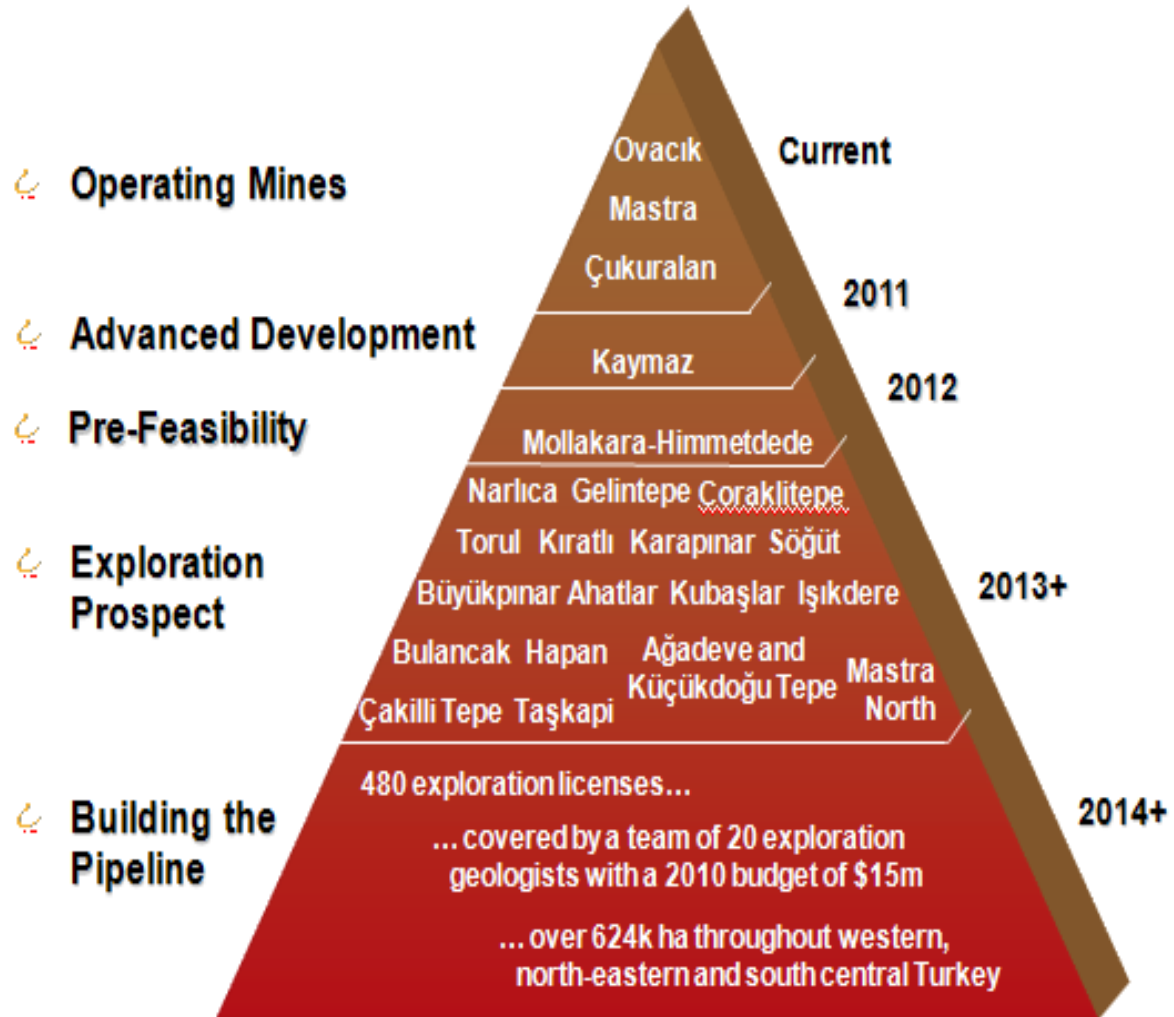 Operating Mines
Ovacık
Mastra
Çukuralan
Current
Advanced Development
Kaymaz
2011
Pre-Feasibility
Mollakara-Himmetdede
2012
Exploration
Prospect
Narlıca Gelintepe Çoraklitepe
Torul Kıratlı Karapınar Söğüt
Büyükpınar Ahatlar Kubaşlar Işıkdere
Bulancak Hapan
Ağadeve and
Küçükdoğu Tepe
Mastra
North
Çakilli Tepe Taşkapi
2013+
Building the
Pipeline
480 exploration licenses…
… covered by a team of 20 exploration
geologists with a 2010 budget of $15m
… over 624k ha throughout western,
north-eastern and south central Turkey
2014+